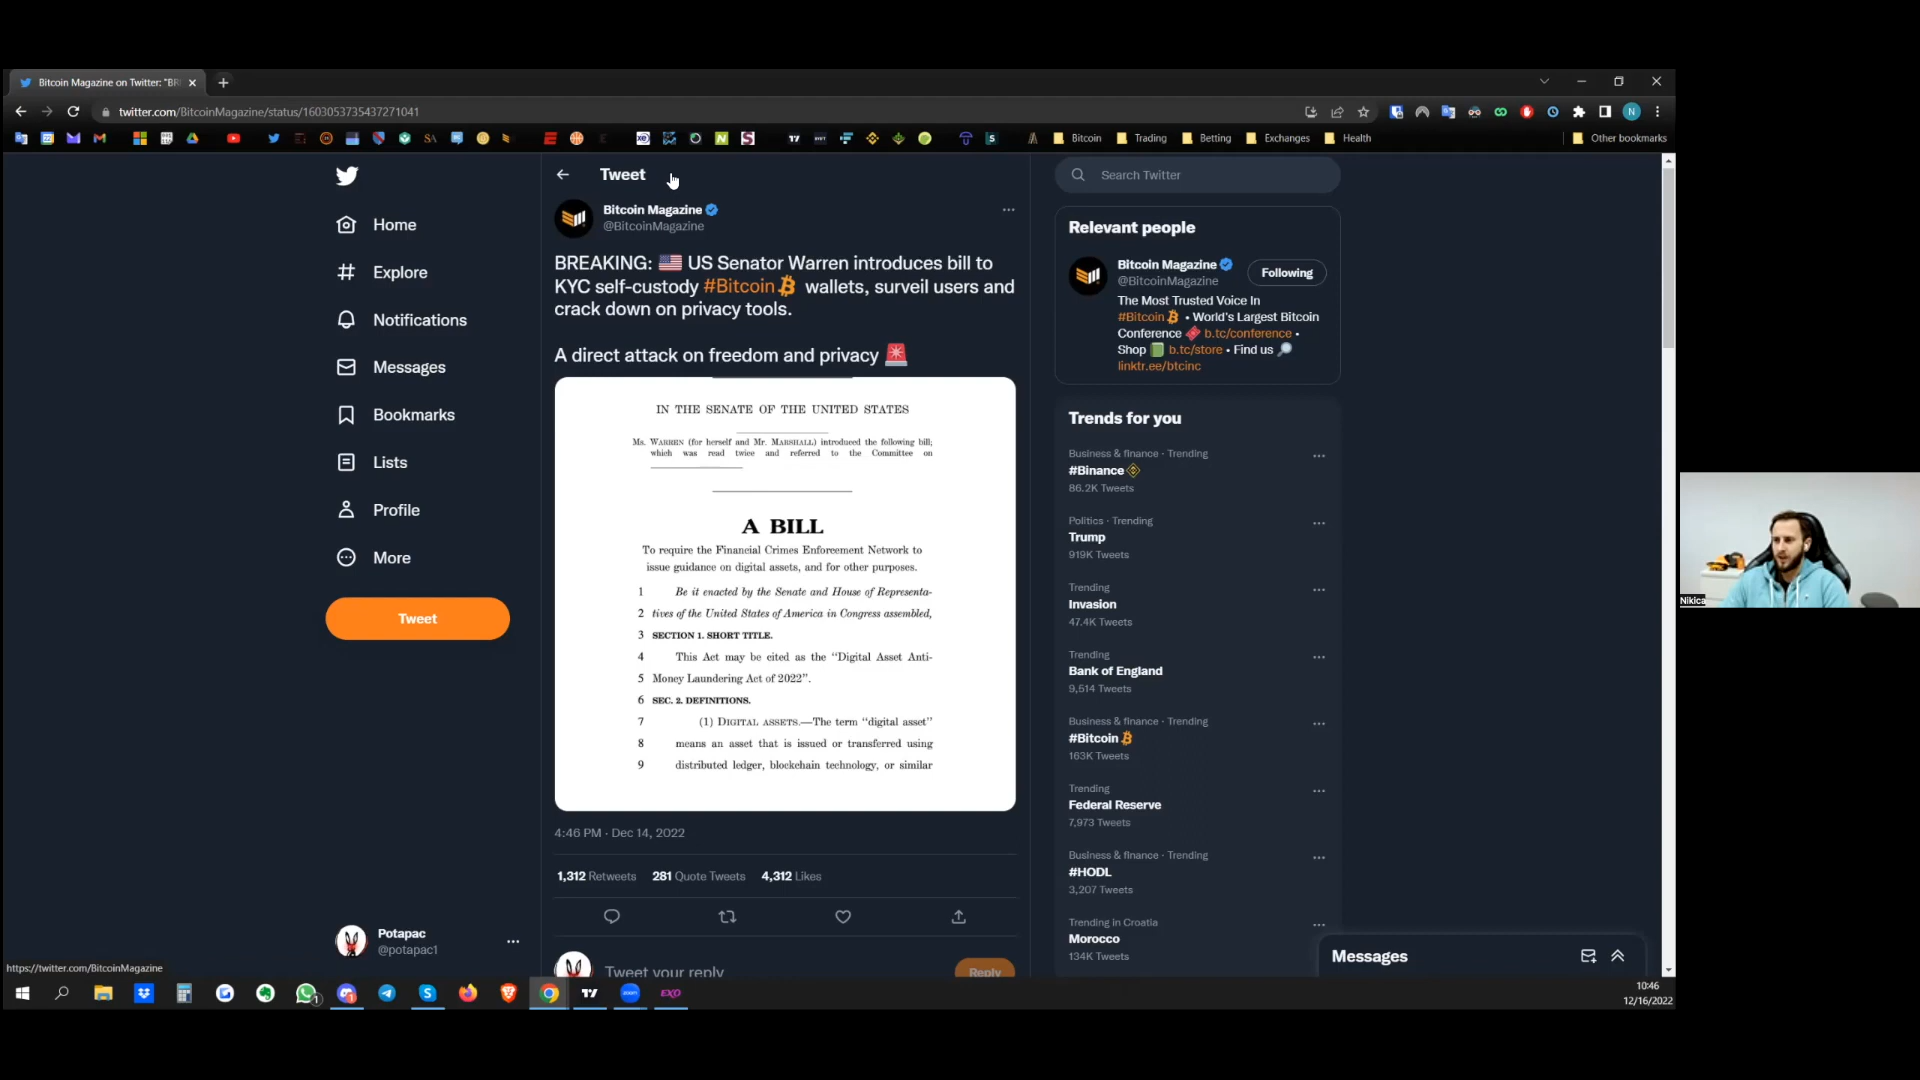 Bitcoin Magazine on Twitter: "BR
twitter.com/BitcoinMagazine/status/1603053735437271041
Bitcoin
Trading
Betting
Exchanges
Health
Other bookmarks
Home
Explore
Notifications
Messages
Bookmarks
Lists
Profile
More
Tweet
Potapac
@potapac1
Tweet
Bitcoin Magazine
@BitcoinMagazine
BREAKING: US Senator Warren introduces bill to
KYC self-custody #Bitcoin wallets, surveil users and
crack down on privacy tools.
A direct attack on freedom and privacy
IN THE SENATE OF THE UNITED STATES
Ms. WARREN (for herself and Mr. MARSHALL) introduced the following bill;
which was read twice and referred to the Committee on
A BILL
To require the Financial Crimes Enforcement Network to
issue guidance on digital assets, and for other purposes.
1 Be it enacted by the Senate and House of Representa-
2 tives of the United States of America in Congress assembled,
3 SECTION 1. SHORT TITLE.
4 This Act may be cited as the “Digital Asset Anti-
5 Money Laundering Act of 2022”.
6 SEC. 2. DEFINITIONS.
7 (1) DIGITAL ASSETS.—The term “digital asset”
8 means an asset that is issued or transferred using
9 distributed ledger, blockchain technology, or similar
4:46 PM · Dec 14, 2022
1,312 Retweets 281 Quote Tweets 4,312 Likes
Tweet your reply
Reply
Search Twitter
Relevant people
Bitcoin Magazine
@BitcoinMagazine
Following
The Most Trusted Voice In
#Bitcoin • World's Largest Bitcoin
Conference b.tc/conference •
Shop b.tc/store • Find us
linktr.ee/btcinc
Trends for you
Business & finance · Trending
#Binance
86.2K Tweets
Politics · Trending
Trump
919K Tweets
Trending
Invasion
47.4K Tweets
Trending
Bank of England
9,514 Tweets
Business & finance · Trending
#Bitcoin
163K Tweets
Trending
Federal Reserve
7,973 Tweets
Business & finance · Trending
#HODL
3,207 Tweets
Trending in Croatia
Morocco
134K Tweets
Messages
https://twitter.com/BitcoinMagazine
10:46
12/16/2022
Nikica